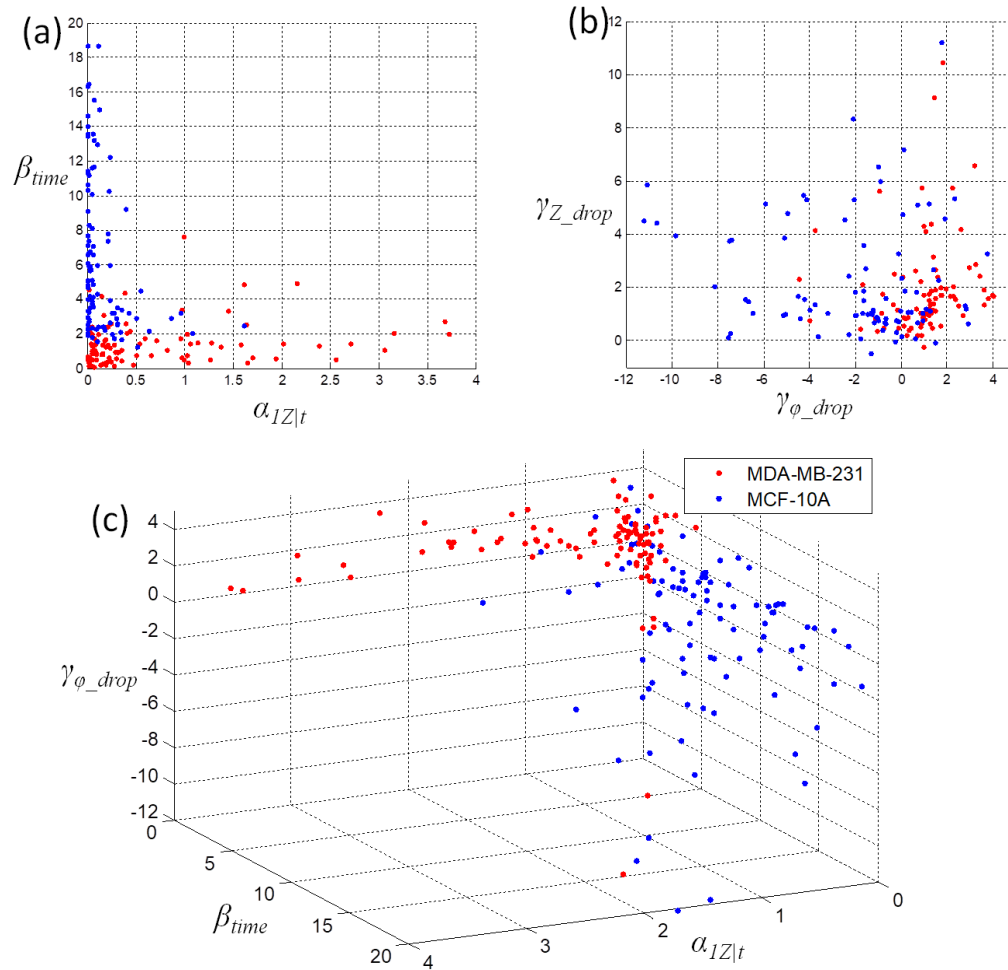 (a)
20
18
16
14
12
10
8
6
4
2
0
β_time
0 0.5 1 1.5 2 2.5 3 3.5 4
α_1Z|t
(b)
12
10
8
6
4
2
0
γ_Z_drop
-12 -10 -8 -6 -4 -2 0 2 4
γ_φ_drop
(c)
MDA-MB-231
MCF-10A
4
2
0
-2
-4
-6
-8
-10
-12
γ_φ_drop
0
5
10
15
20
β_time
4 3 2 1 0
α_1Z|t